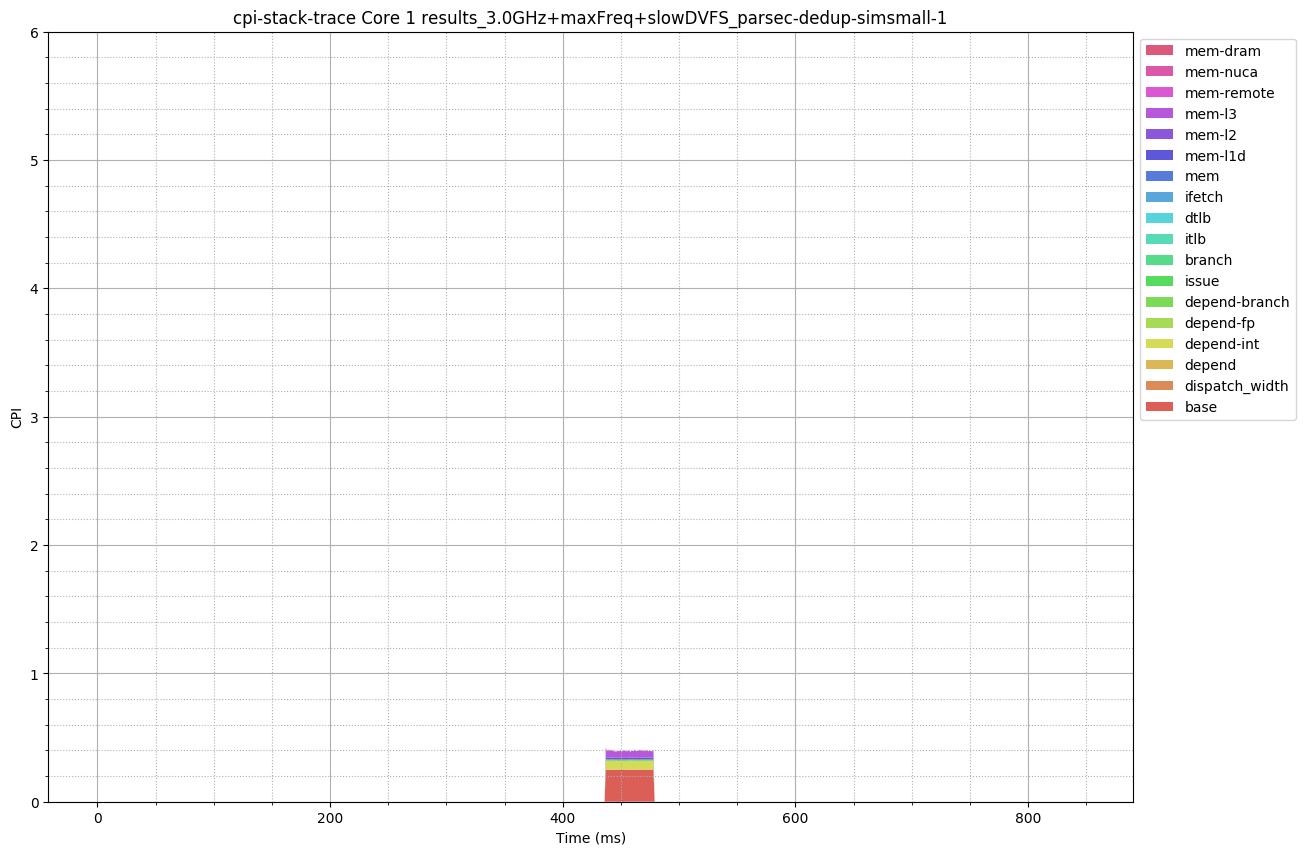 cpi-stack-trace Core 1 results_3.0GHz+maxFreq+slowDVFS_parsec-dedup-simsmall-1
6
5
4
3
2
1
0
CPI
0 200 400 600 800
Time (ms)
mem-dram
mem-nuca
mem-remote
mem-l3
mem-l2
mem-l1d
mem
ifetch
dtlb
itlb
branch
issue
depend-branch
depend-fp
depend-int
depend
dispatch_width
base